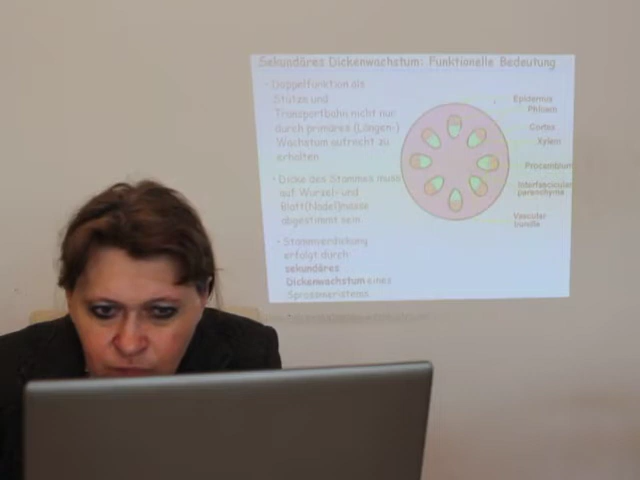 Sekundäres Dickenwachstum: Funktionelle Bedeutung
• Doppelfunktion als
Stütze und
Transportbahn nicht nur
durch primäres (Längen-)
Wachstum aufrecht zu
erhalten
• Dicke des Stammes muss
auf Wurzel- und
Blatt(Nadel)masse
abgestimmt sein.
• Stammverdickung
erfolgt durch
sekundäres
Dickenwachstum eines
Sprossmeristems
Epidermis
Phloem
Cortex
Xylem
Procambium
Interfascicular
parenchyma
Vascular
bundle